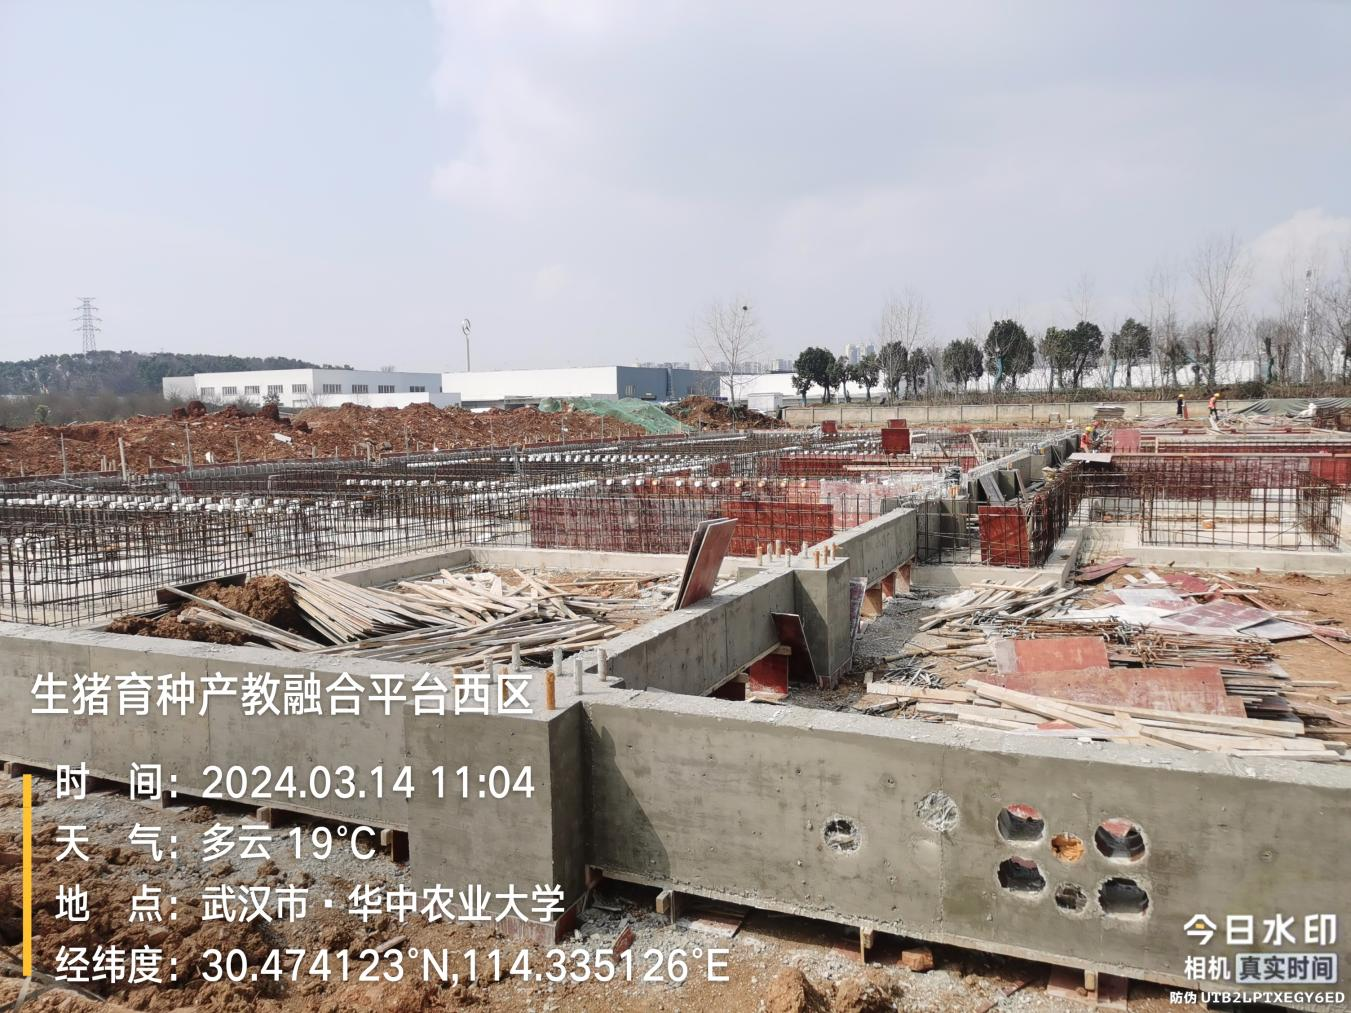 生猪育种产教融合平台西区
时 间：2024.03.14 11:04
天 气：多云 19°C
地 点：武汉市·华中农业大学
经纬度：30.474123°N,114.335126°E
今日水印
相机 真实时间
防伪 UTB2LPTXEGY6ED